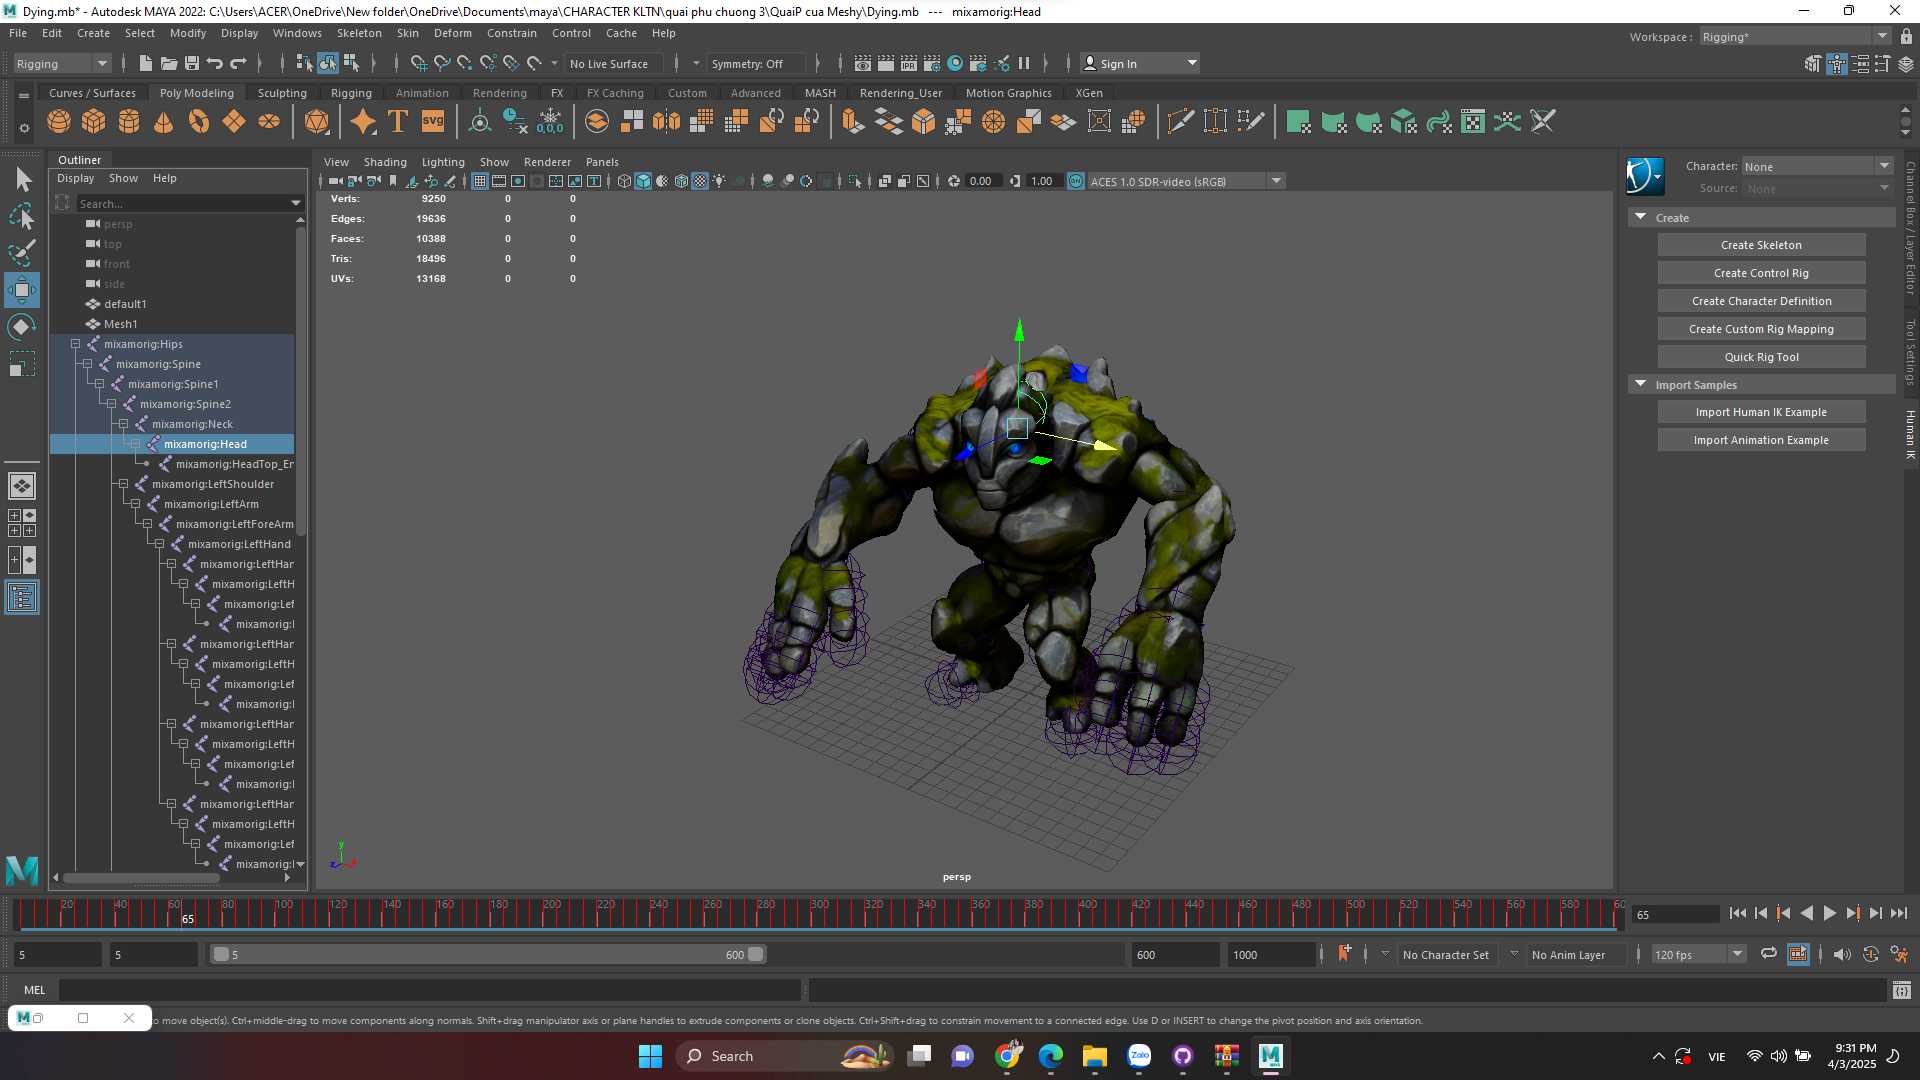 Dying.mb* - Autodesk MAYA 2022: C:\Users\ACER\OneDrive\New folder\OneDrive\Documents\maya\CHARACTER KLTN\quai phu chuong 3\QuaiP cua Meshy\Dying.mb   ---   mixamorig:Head
File Edit Create Select Modify Display Windows Skeleton Skin Deform Constrain Control Cache Help
Workspace : Rigging*
Rigging No Live Surface Symmetry: Off IPR Sign In
Curves / Surfaces Poly Modeling Sculpting Rigging Animation Rendering FX FX Caching Custom Advanced MASH Rendering_User Motion Graphics XGen
T SVG 0,0,0
Outliner
Display Show Help
Search...
persp
top
front
side
default1
Mesh1
mixamorig:Hips
mixamorig:Spine
mixamorig:Spine1
mixamorig:Spine2
mixamorig:Neck
mixamorig:Head
mixamorig:HeadTop_En
mixamorig:LeftShoulder
mixamorig:LeftArm
mixamorig:LeftForeArm
mixamorig:LeftHand
mixamorig:LeftHan
mixamorig:LeftH
mixamorig:Lef
mixamorig:l
mixamorig:LeftHan
mixamorig:LeftH
mixamorig:Lef
mixamorig:l
mixamorig:LeftHan
mixamorig:LeftH
mixamorig:Lef
mixamorig:l
mixamorig:LeftHan
mixamorig:LeftH
mixamorig:Lef
mixamorig:l
View Shading Lighting Show Renderer Panels
0.00 1.00 ACES 1.0 SDR-video (sRGB)
Verts: 9250 0 0
Edges: 19636 0 0
Faces: 10388 0 0
Tris: 18496 0 0
UVs: 13168 0 0
y
z x
persp
Character: None
Source: None
Create
Create Skeleton
Create Control Rig
Create Character Definition
Create Custom Rig Mapping
Quick Rig Tool
Import Samples
Import Human IK Example
Import Animation Example
Channel Box / Layer Editor
Tool Settings
Human IK
20 40 60 80 100 120 140 160 180 200 220 240 260 280 300 320 340 360 380 400 420 440 460 480 500 520 540 560 580 60
65
65
5 5 5 600 600 1000 No Character Set No Anim Layer 120 fps
MEL
to move object(s). Ctrl+middle-drag to move components along normals. Shift+drag manipulator axis or plane handles to extrude components or clone objects. Ctrl+Shift+drag to constrain movement to a connected edge. Use D or INSERT to change the pivot position and axis orientation.
Search
Zalo
VIE
9:31 PM
4/3/2025